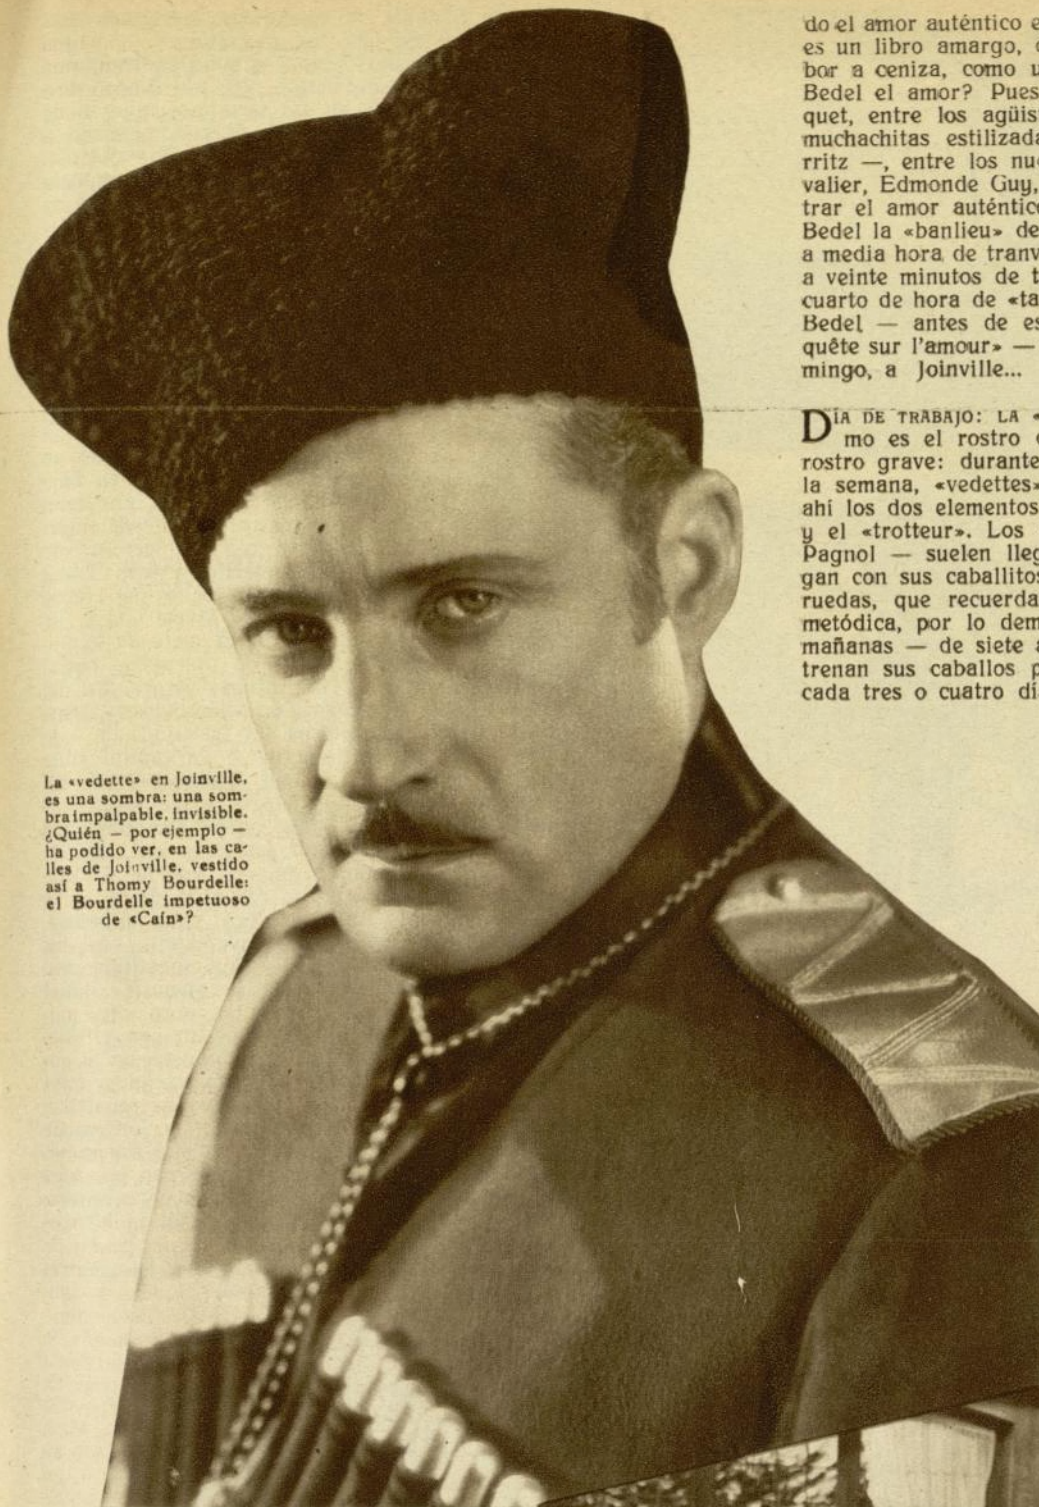 La «vedette» en Joinville,
es una sombra: una som-
bra impalpable, invisible.
¿Quién — por ejemplo —
ha podido ver, en las ca-
lles de Joinville, vestido
así a Thomy Bourdelle:
el Bourdelle impetuoso
de «Caín»?
do el amor auténtico e
es un libro amargo,
bor a ceniza, como u
Bedel el amor? Pues
quet, entre los agüis
muchachitas estilizada
rritz —, entre los nu
valier, Edmonde Guy,
trar el amor auténtic
Bedel la «banlieu» de
a media hora de tranv
a veinte minutos de t
cuarto de hora de «ta
Bedel — antes de es
quête sur l'amour» —
mingo, a Joinville...
DÍA DE TRABAJO: LA «
mo es el rostro
rostro grave: durante
la semana, «vedettes»
ahí los dos elementos
y el «trotteur». Los
Pagnol — suelen lleg
gan con sus caballitos
ruedas, que recuerda
metódica, por lo dem
mañanas — de siete a
trenan sus caballos p
cada tres o cuatro dí